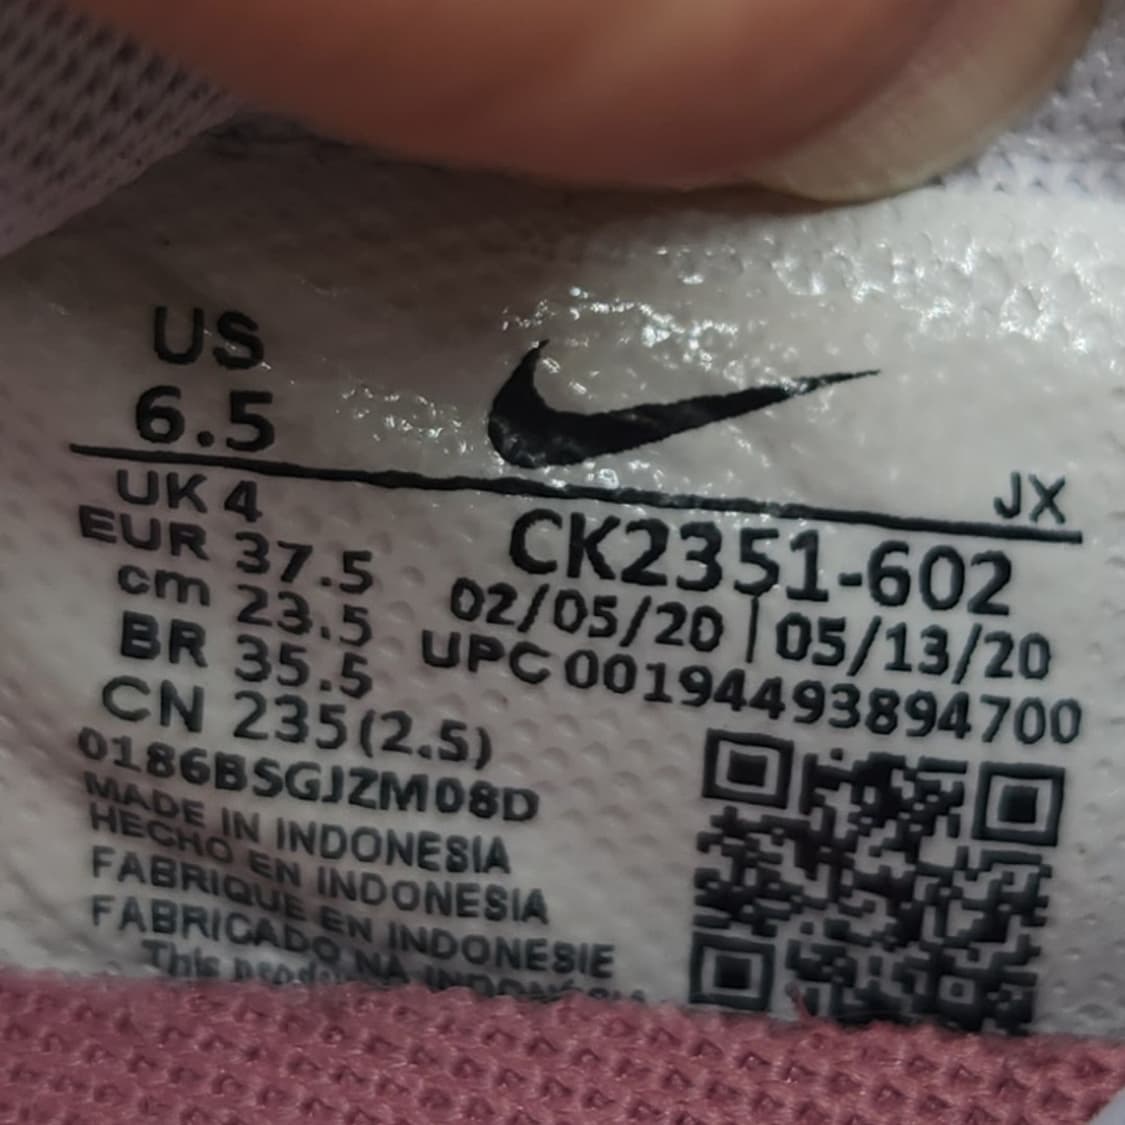 US
6.5
JX
UK 4
EUR 37.5
cm 23.5
BR 35.5
CN 235(2.5)
CK2351-602
02/05/20 | 05/13/20
UPC 00194493894700
0186BSGJZM08D
MADE IN INDONESIA
HECHO EN INDONESIA
FABRIQUE EN INDONESIE
FABRICADO NA INDONÉSIA
This